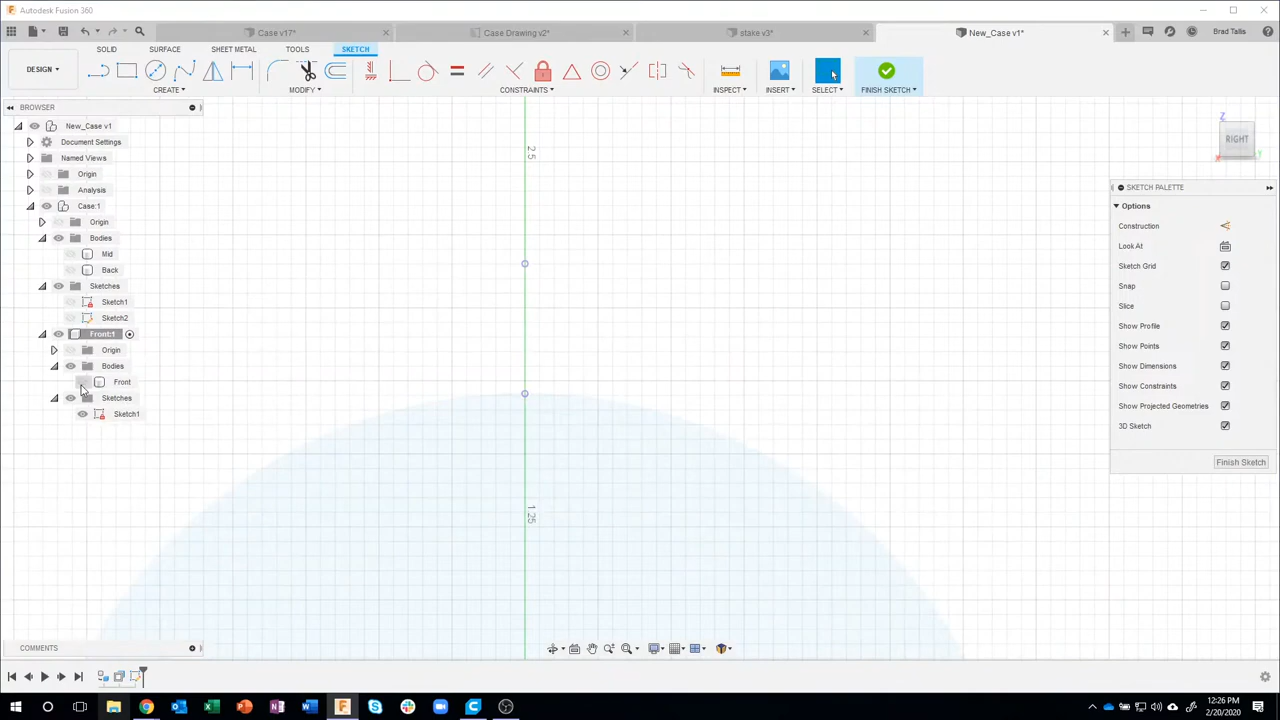 Autodesk Fusion 360
Case v17*
Case Drawing v2*
stake v3*
New_Case v1*
Brad Tallis
SOLID
SURFACE
SHEET METAL
TOOLS
SKETCH
DESIGN
CREATE
MODIFY
CONSTRAINTS
INSPECT
INSERT
SELECT
FINISH SKETCH
BROWSER
New_Case v1
Document Settings
Named Views
Origin
Analysis
Case:1
Origin
Bodies
Mid
Back
Sketches
Sketch1
Sketch2
Front:1
Origin
Bodies
Front
Sketches
Sketch1
2.5
1.25
Z
RIGHT
X
Y
SKETCH PALETTE
Options
Construction
Look At
Sketch Grid
Snap
Slice
Show Profile
Show Points
Show Dimensions
Show Constraints
Show Projected Geometries
3D Sketch
Finish Sketch
COMMENTS
12:26 PM
2/20/2020